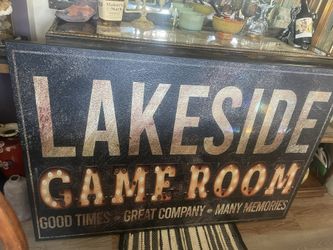 LAKESIDE
GAME ROOM
GOOD TIMES • GREAT COMPANY • MANY MEMORIES